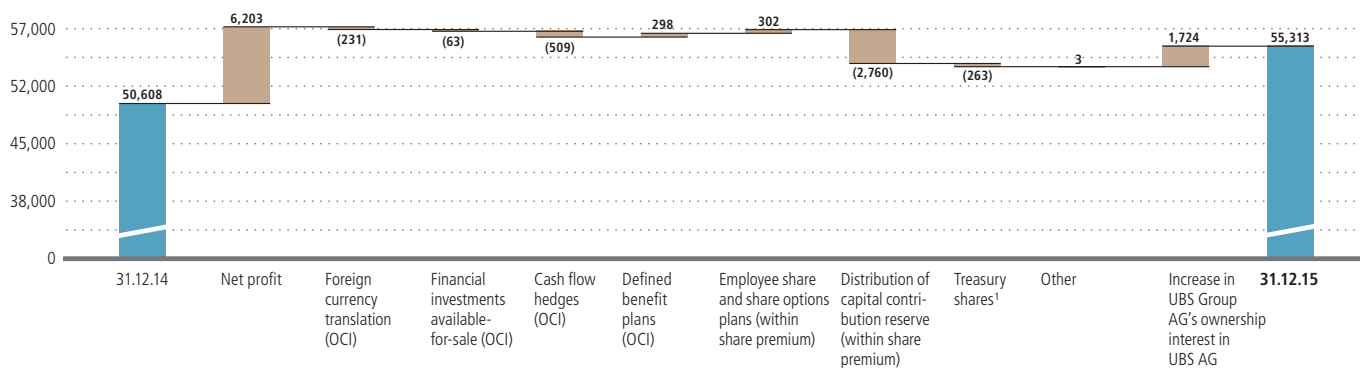 57,000
52,000
45,000
38,000
0
50,608
6,203
(231)
(63)
(509)
298
302
(2,760)
(263)
3
1,724
55,313
31.12.14
Net profit
Foreign
currency
translation
(OCI)
Financial
investments
available-
for-sale (OCI)
Cash flow
hedges
(OCI)
Defined
benefit
plans
(OCI)
Employee share
and share options
plans (within
share premium)
Distribution of
capital contri-
bution reserve
(within share
premium)
Treasury
shares¹
Other
Increase in
UBS Group
AG's ownership
interest in
UBS AG
31.12.15